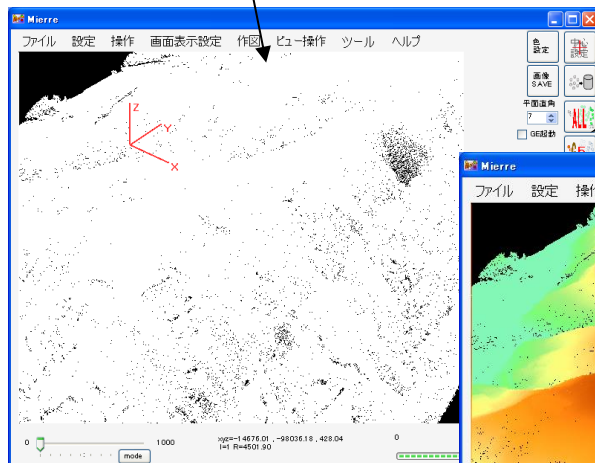 Mierre
ファイル 設定 操作 画面表示設定 作図 ビュー操作 ツール ヘルプ
色
設定
Z
Y
X
画像
SAVE
平面直角
7
ALL
GE起動
Mierre
ファイル 設定
0
1000
mode
xyz=-14676.01 , -98036.18 , 428.04
I=1 R=4501.90
0